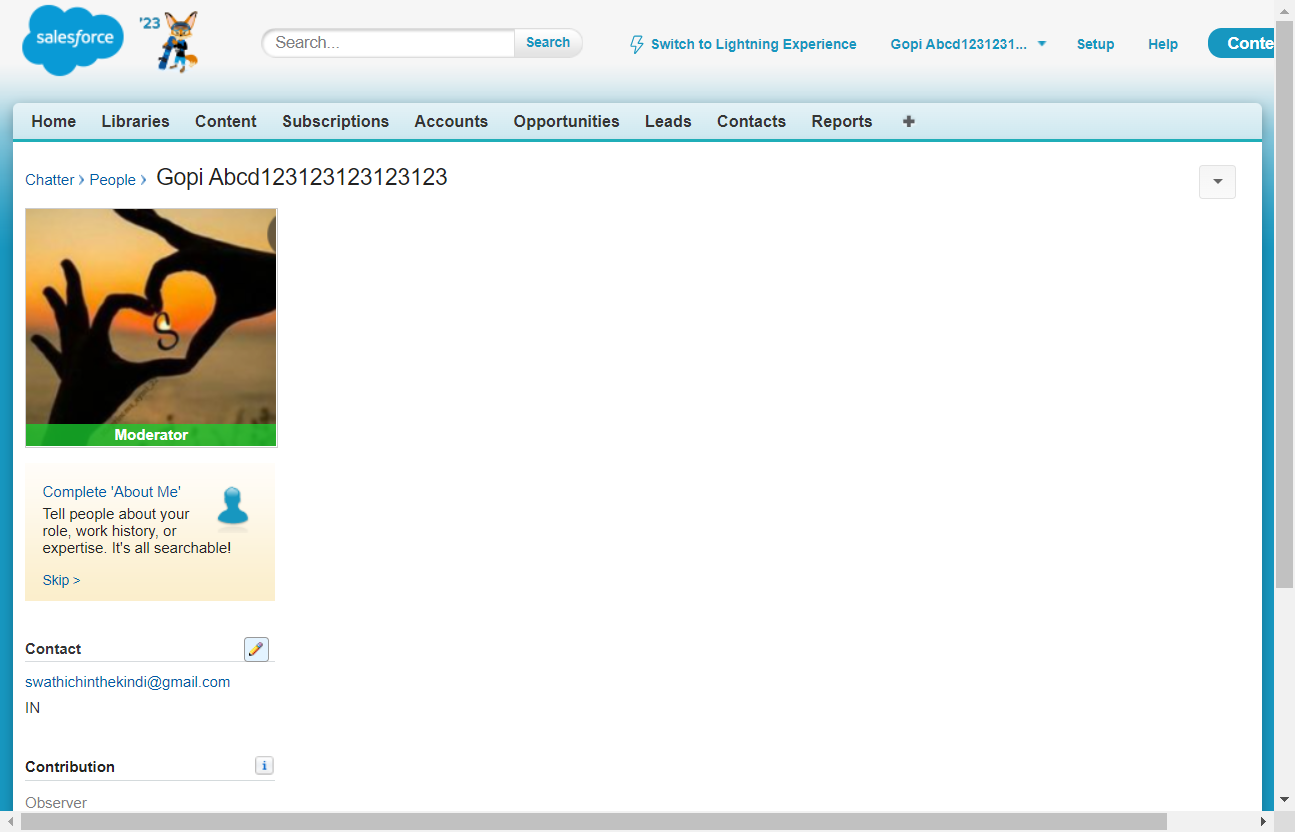 salesforce
'23
Search...
Search
Switch to Lightning Experience
Gopi Abcd1231231...
Setup
Help
Conte
Home
Libraries
Content
Subscriptions
Accounts
Opportunities
Leads
Contacts
Reports
Chatter › People › Gopi Abcd123123123123
S
Moderator
Complete 'About Me'
Tell people about your
role, work history, or
expertise. It's all searchable!
Skip >
Contact
swathichinthekindi@gmail.com
IN
Contribution
i
Observer